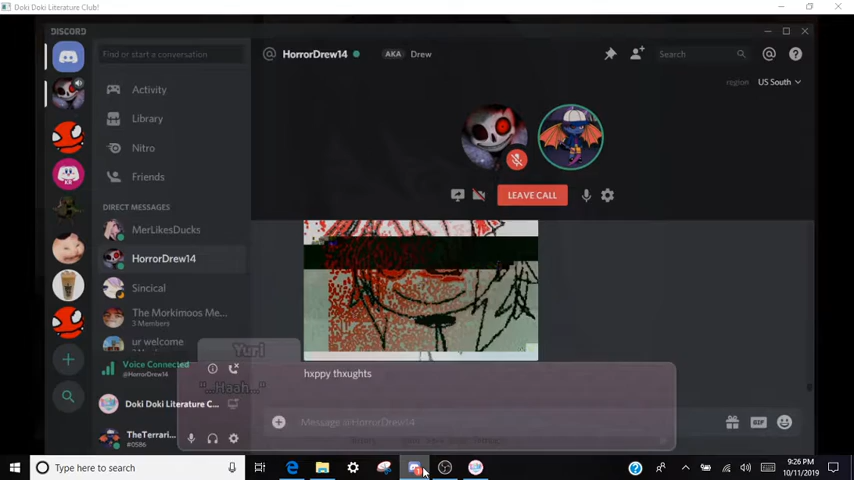 Doki Doki Literature Club!
DISCORD
Find or start a conversation
HorrorDrew14
AKA Drew
Search
region US South
Activity
Library
Nitro
Friends
LEAVE CALL
DIRECT MESSAGES
MerLikesDucks
HorrorDrew14
Sincical
The Morkimoos Me...
3 Members
ur welcome
Yuri
Voice Connected
@HorrorDrew14
"...Haah..."
hxppy thxughts
Doki Doki Literature C...
Message @HorrorDrew14
GIF
TheTerrari...
#0586
Type here to search
9:26 PM
10/11/2019